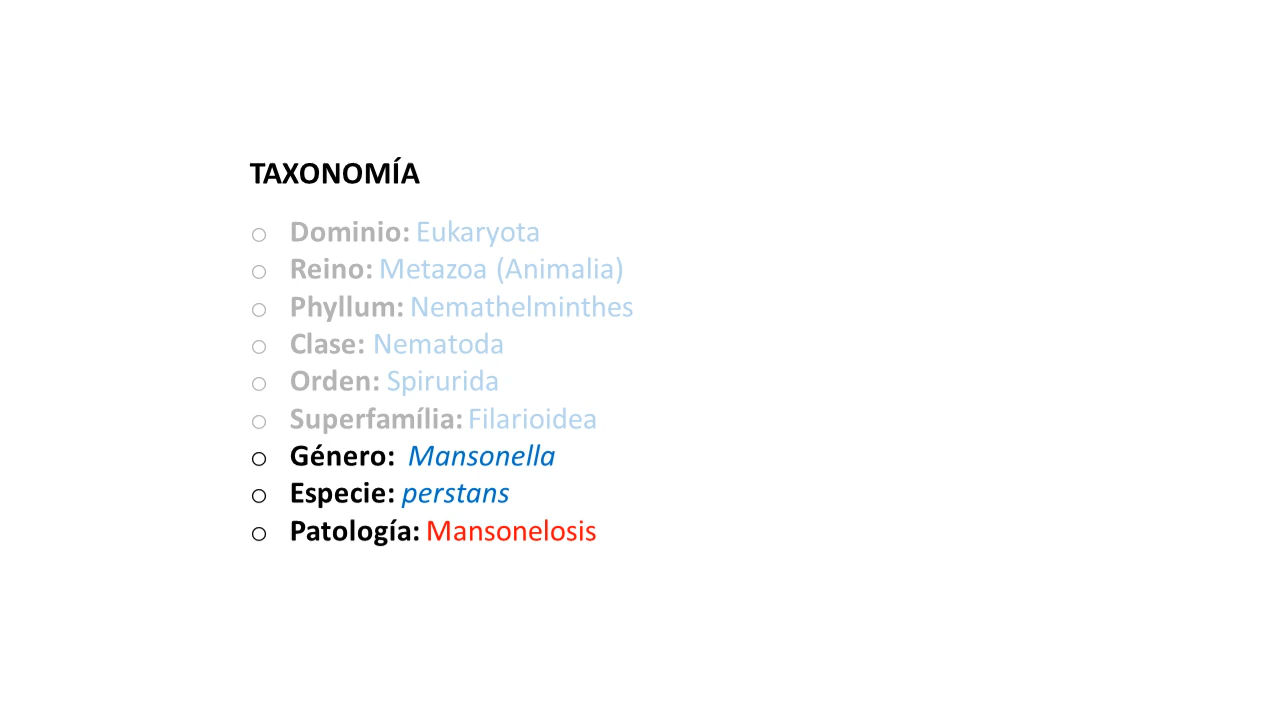 TAXONOMÍA
o Dominio: Eukaryota
o Reino: Metazoa (Animalia)
o Phyllum: Nemathelminthes
o Clase: Nematoda
o Orden: Spirurida
o Superfamília: Filarioidea
o Género: Mansonella
o Especie: perstans
o Patología: Mansonelosis